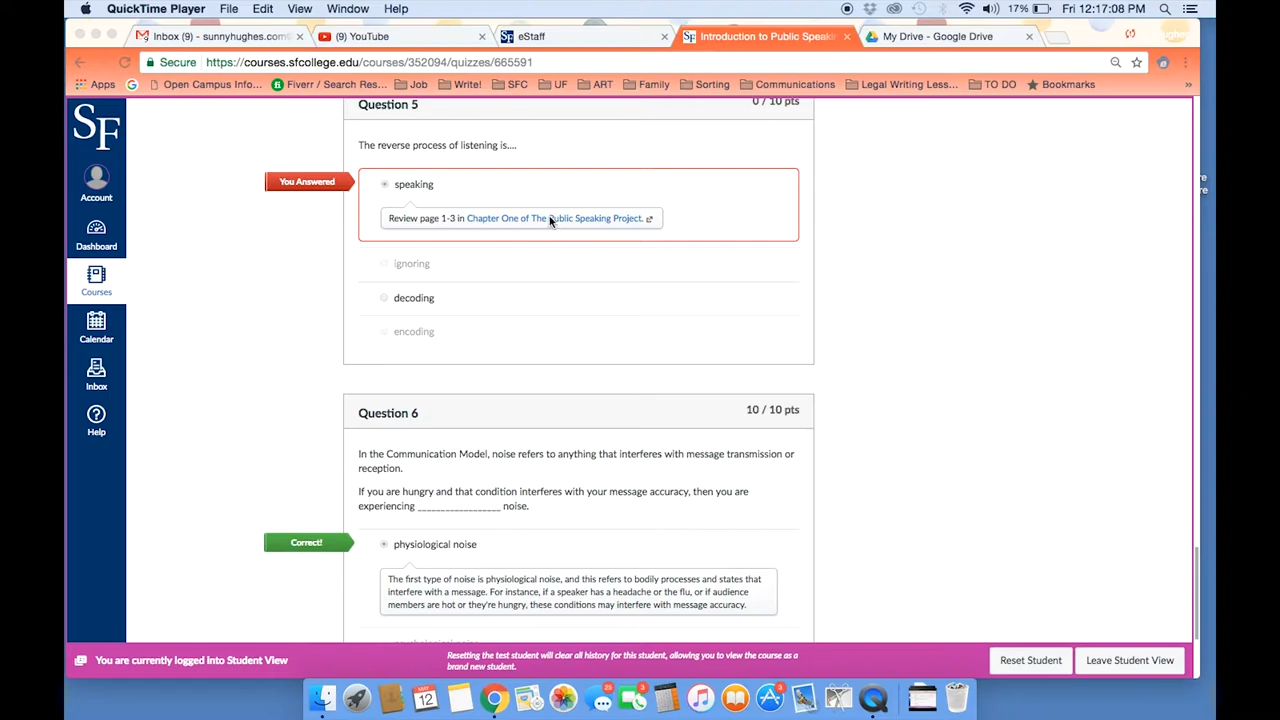 QuickTime Player File Edit View Window Help 17% Fri 12:17:08 PM
Inbox (9) - sunnyhughes.com (9) YouTube eStaff Introduction to Public Speaki My Drive - Google Drive
Secure https://courses.sfcollege.edu/courses/352094/quizzes/665591
Apps Open Campus Info... Fiverr / Search Res... Job Write! SFC UF ART Family Sorting Communications Legal Writing Less... TO DO Bookmarks »
SF
Account
Dashboard
Courses
Calendar
Inbox
Help
Question 5 0 / 10 pts
The reverse process of listening is....
You Answered speaking
Review page 1-3 in Chapter One of The Public Speaking Project.
ignoring
decoding
encoding
Question 6 10 / 10 pts
In the Communication Model, noise refers to anything that interferes with message transmission or
reception.
If you are hungry and that condition interferes with your message accuracy, then you are
experiencing _________________ noise.
Correct! physiological noise
The first type of noise is physiological noise, and this refers to bodily processes and states that
interfere with a message. For instance, if a speaker has a headache or the flu, or if audience
members are hot or they're hungry, these conditions may interfere with message accuracy.
You are currently logged into Student View
Resetting the test student will clear all history for this student, allowing you to view the course as a
brand new student.
Reset Student Leave Student View
MAY
12